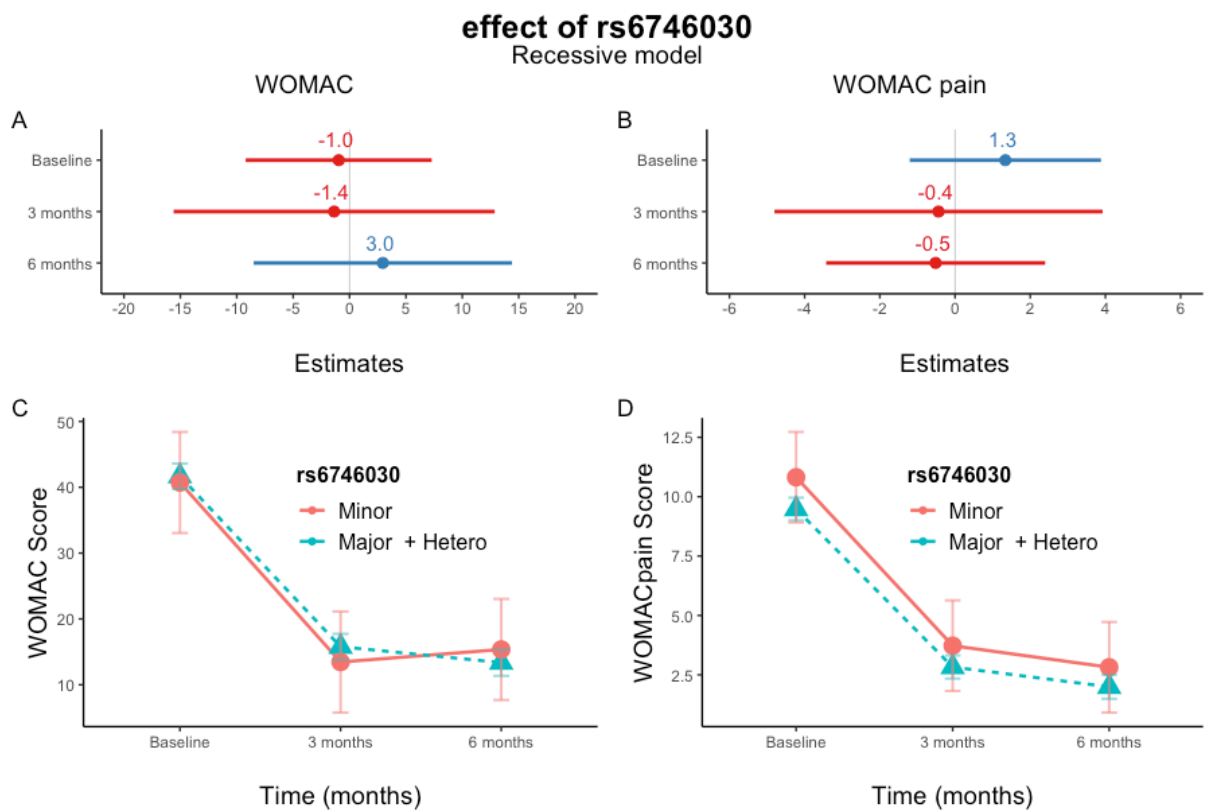 effect of rs6746030
Recessive model
WOMAC
WOMAC pain
A
-1.0
Baseline
-1.4
3 months
3.0
6 months
-20 -15 -10 -5 0 5 10 15 20
Estimates
B
1.3
Baseline
-0.4
3 months
-0.5
6 months
-6 -4 -2 0 2 4 6
Estimates
C
50
40
30
20
10
WOMAC Score
rs6746030
Minor
Major + Hetero
Baseline 3 months 6 months
Time (months)
D
12.5
10.0
7.5
5.0
2.5
WOMACpain Score
rs6746030
Minor
Major + Hetero
Baseline 3 months 6 months
Time (months)